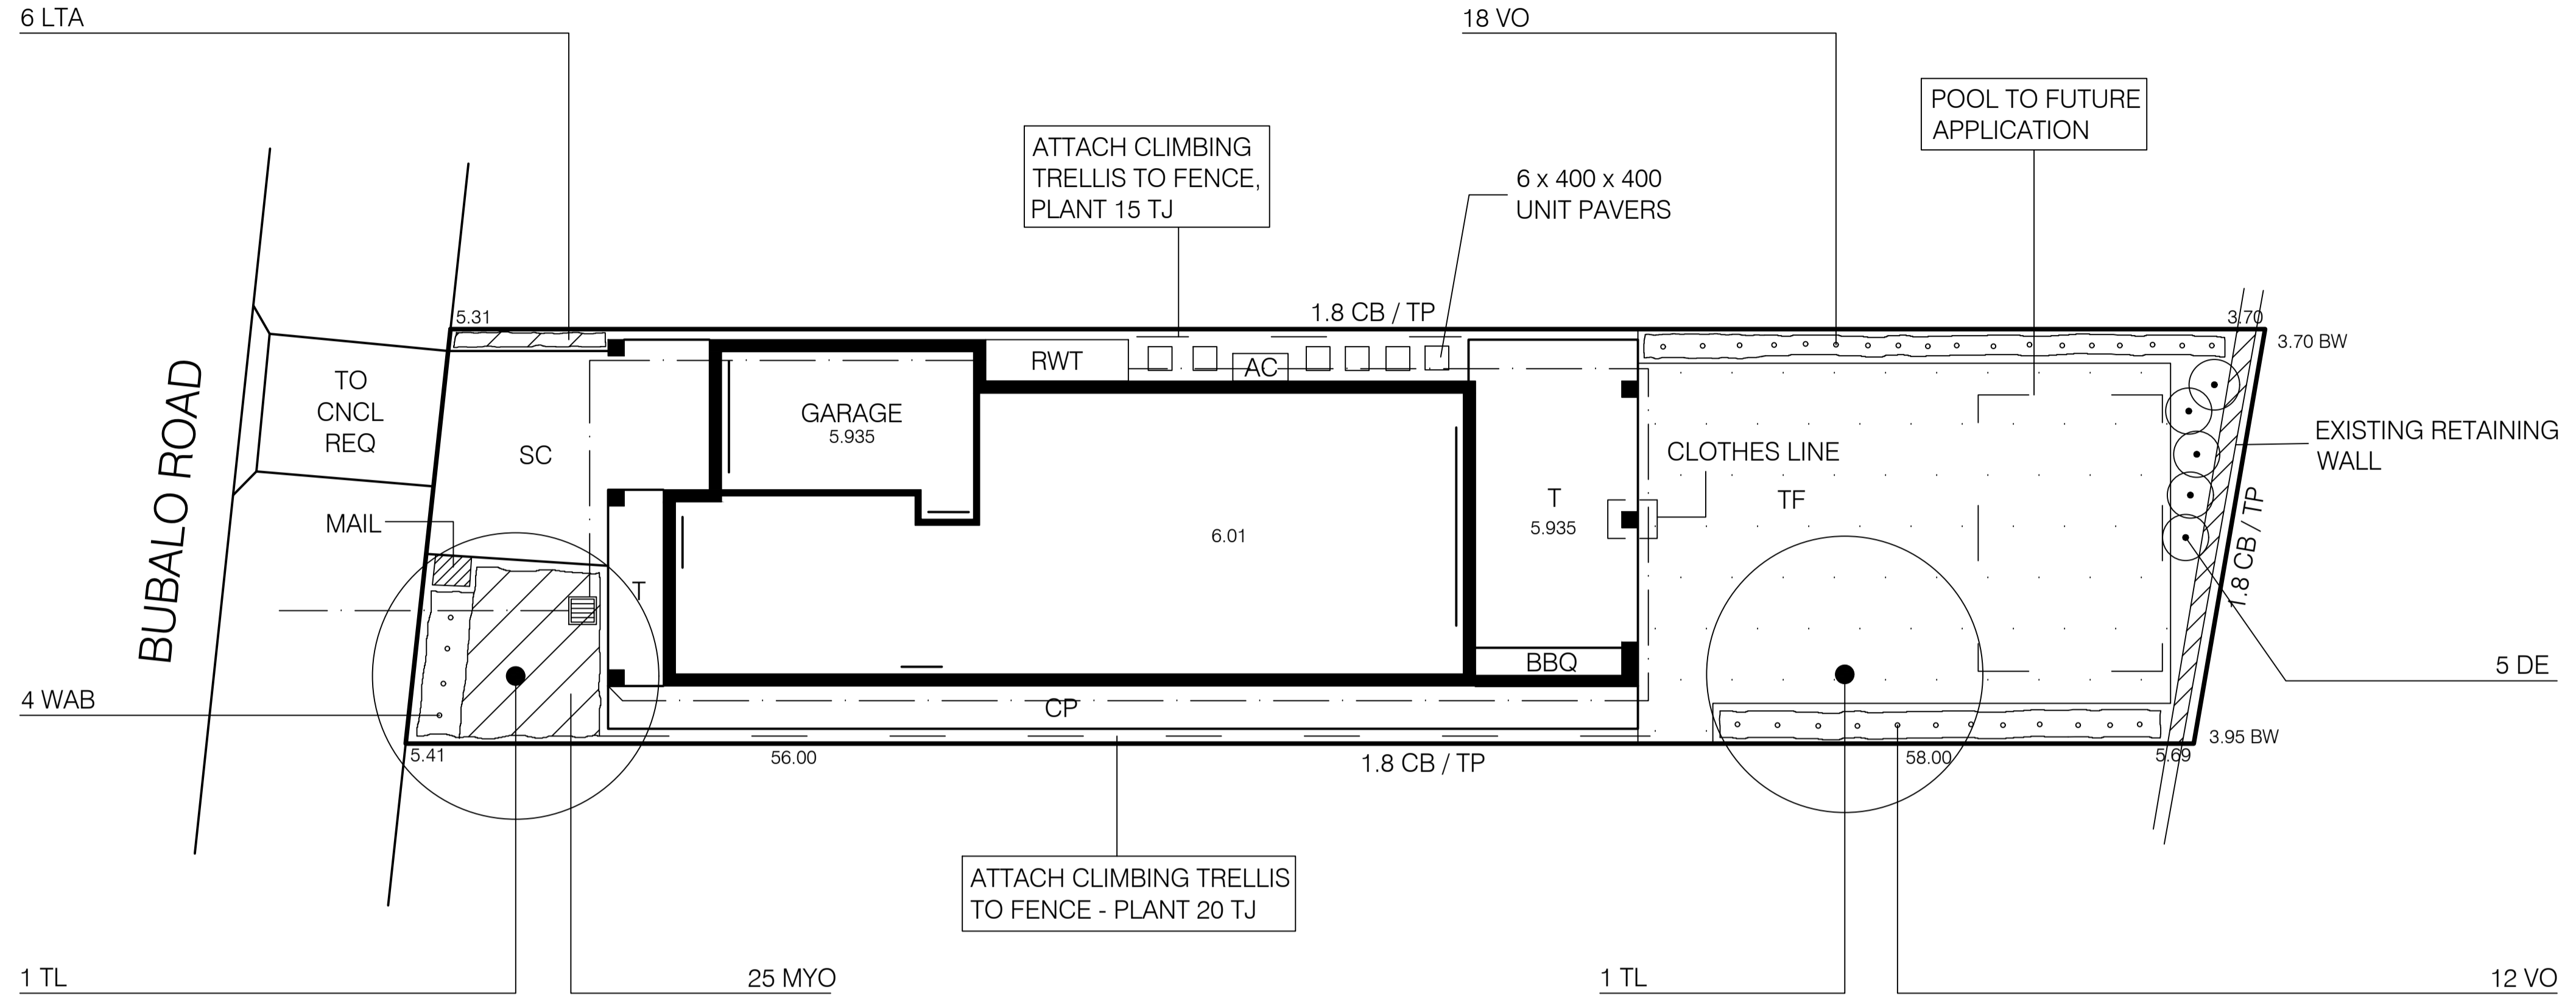 6 LTA
18 VO
POOL TO FUTURE
APPLICATION
ATTACH CLIMBING
TRELLIS TO FENCE,
PLANT 15 TJ
6 x 400 x 400
UNIT PAVERS
5.31
1.8 CB / TP
3.70
3.70 BW
TO
CNCL
REQ
RWT
AC
GARAGE
5.935
BUBALO ROAD
SC
CLOTHES LINE
EXISTING RETAINING
WALL
MAIL
T
5.935
TF
6.01
1.8 CB / TP
T
BBQ
5 DE
4 WAB
CP
3.95 BW
5.41
56.00
1.8 CB / TP
58.00
5.69
ATTACH CLIMBING TRELLIS
TO FENCE - PLANT 20 TJ
1 TL
25 MYO
1 TL
12 VO